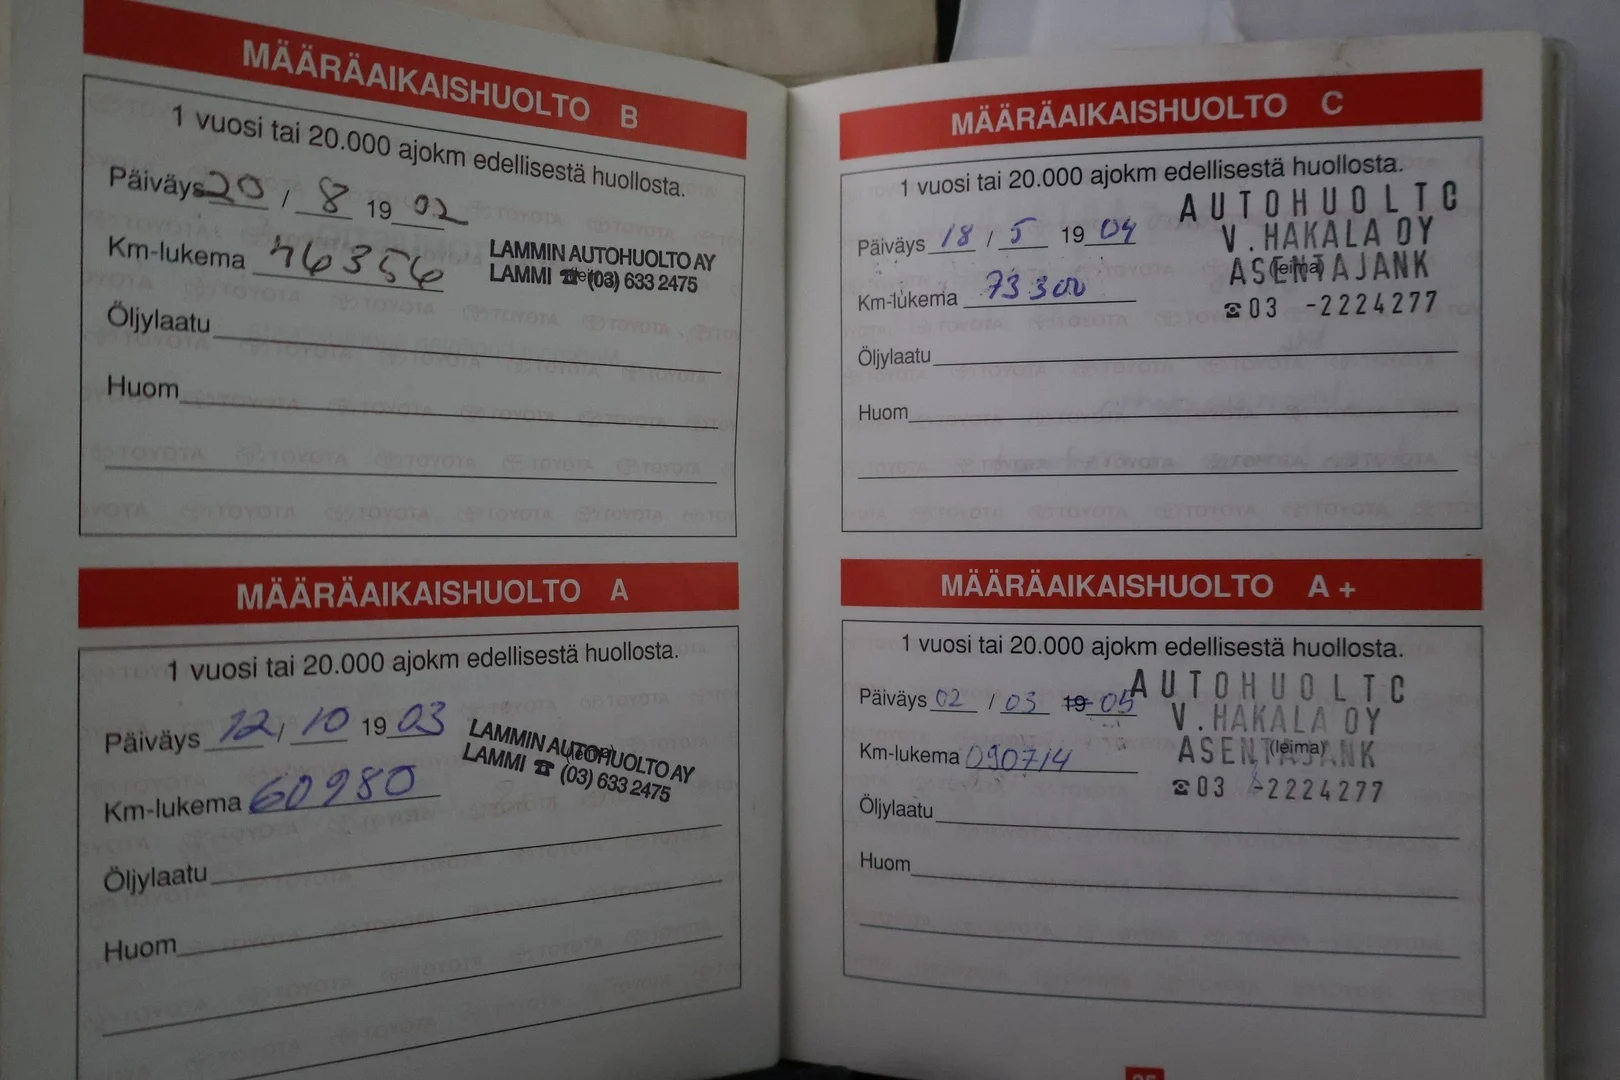 MÄÄRÄAIKAISHUOLTO B
1 vuosi tai 20.000 ajokm edellisestä huollosta.
Päiväys 20 / 8 19 02
Km-lukema 46356
LAMMIN AUTOHUOLTO AY
LAMMI ☎ (03) 633 2475
Öljylaatu
Huom
MÄÄRÄAIKAISHUOLTO A
1 vuosi tai 20.000 ajokm edellisestä huollosta.
Päiväys 12 / 10 19 03
Km-lukema 60980
LAMMIN AUTOHUOLTO AY
(leima)
LAMMI ☎ (03) 633 2475
Öljylaatu
Huom
MÄÄRÄAIKAISHUOLTO C
1 vuosi tai 20.000 ajokm edellisestä huollosta.
Päiväys 18 / 5 19 04
Km-lukema 73300
AUTOHUOLTO
V.HAKALA OY
ASENTAJANK
(leima)
☎03 -2224277
Öljylaatu
Huom
MÄÄRÄAIKAISHUOLTO A +
1 vuosi tai 20.000 ajokm edellisestä huollosta.
Päiväys 02 / 03 19 05
Km-lukema 090714
AUTOHUOLTO
V.HAKALA OY
ASENTAJANK
(leima)
☎03 -2224277
Öljylaatu
Huom